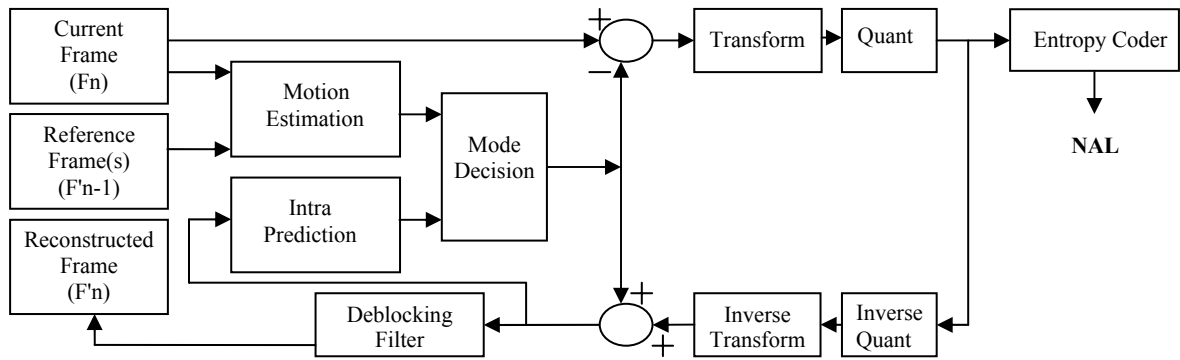 Current
Frame
(Fn)
+
−
Transform
Quant
Entropy Coder
NAL
Motion
Estimation
Reference
Frame(s)
(F'n-1)
Mode
Decision
Intra
Prediction
Reconstructed
Frame
(F'n)
Deblocking
Filter
+
+
Inverse
Transform
Inverse
Quant